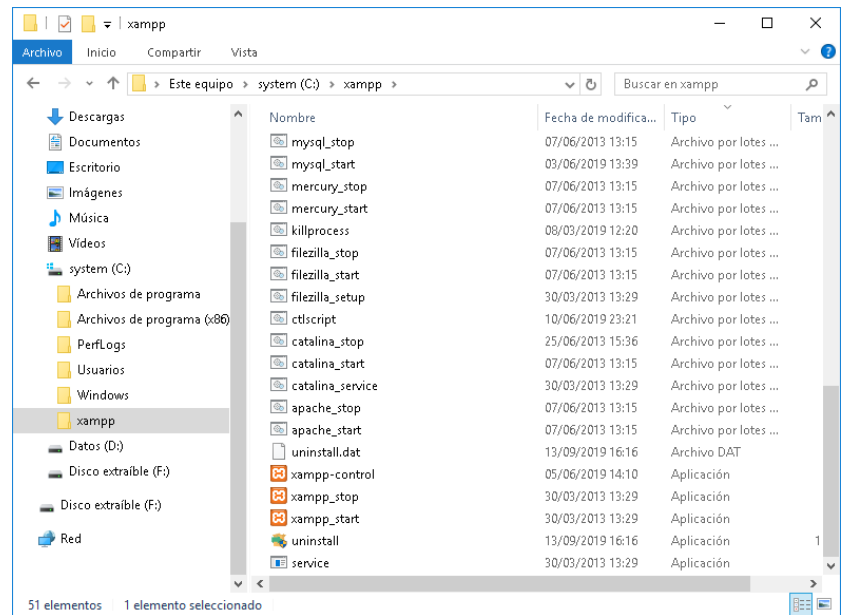 xampp
Archivo Inicio Compartir Vista
Este equipo > system (C:) > xampp > Buscar en xampp
Descargas
Documentos
Escritorio
Imágenes
Música
Vídeos
system (C:)
Archivos de programa
Archivos de programa (x86)
PerfLogs
Usuarios
Windows
xampp
Datos (D:)
Disco extraíble (F:)
Disco extraíble (F:)
Red
Nombre Fecha de modifica... Tipo Tam
mysql_stop 07/06/2013 13:15 Archivo por lotes ...
mysql_start 03/06/2019 13:39 Archivo por lotes ...
mercury_stop 07/06/2013 13:15 Archivo por lotes ...
mercury_start 07/06/2013 13:15 Archivo por lotes ...
killprocess 08/03/2019 12:20 Archivo por lotes ...
filezilla_stop 07/06/2013 13:15 Archivo por lotes ...
filezilla_start 07/06/2013 13:15 Archivo por lotes ...
filezilla_setup 30/03/2013 13:29 Archivo por lotes ...
ctlscript 10/06/2019 23:21 Archivo por lotes ...
catalina_stop 25/06/2013 15:36 Archivo por lotes ...
catalina_start 07/06/2013 13:15 Archivo por lotes ...
catalina_service 30/03/2013 13:29 Archivo por lotes ...
apache_stop 07/06/2013 13:15 Archivo por lotes ...
apache_start 07/06/2013 13:15 Archivo por lotes ...
uninstall.dat 13/09/2019 16:16 Archivo DAT
xampp-control 05/06/2019 14:10 Aplicación
xampp_stop 30/03/2013 13:29 Aplicación
xampp_start 30/03/2013 13:29 Aplicación
uninstall 13/09/2019 16:16 Aplicación 1
service 30/03/2013 13:29 Aplicación
51 elementos 1 elemento seleccionado